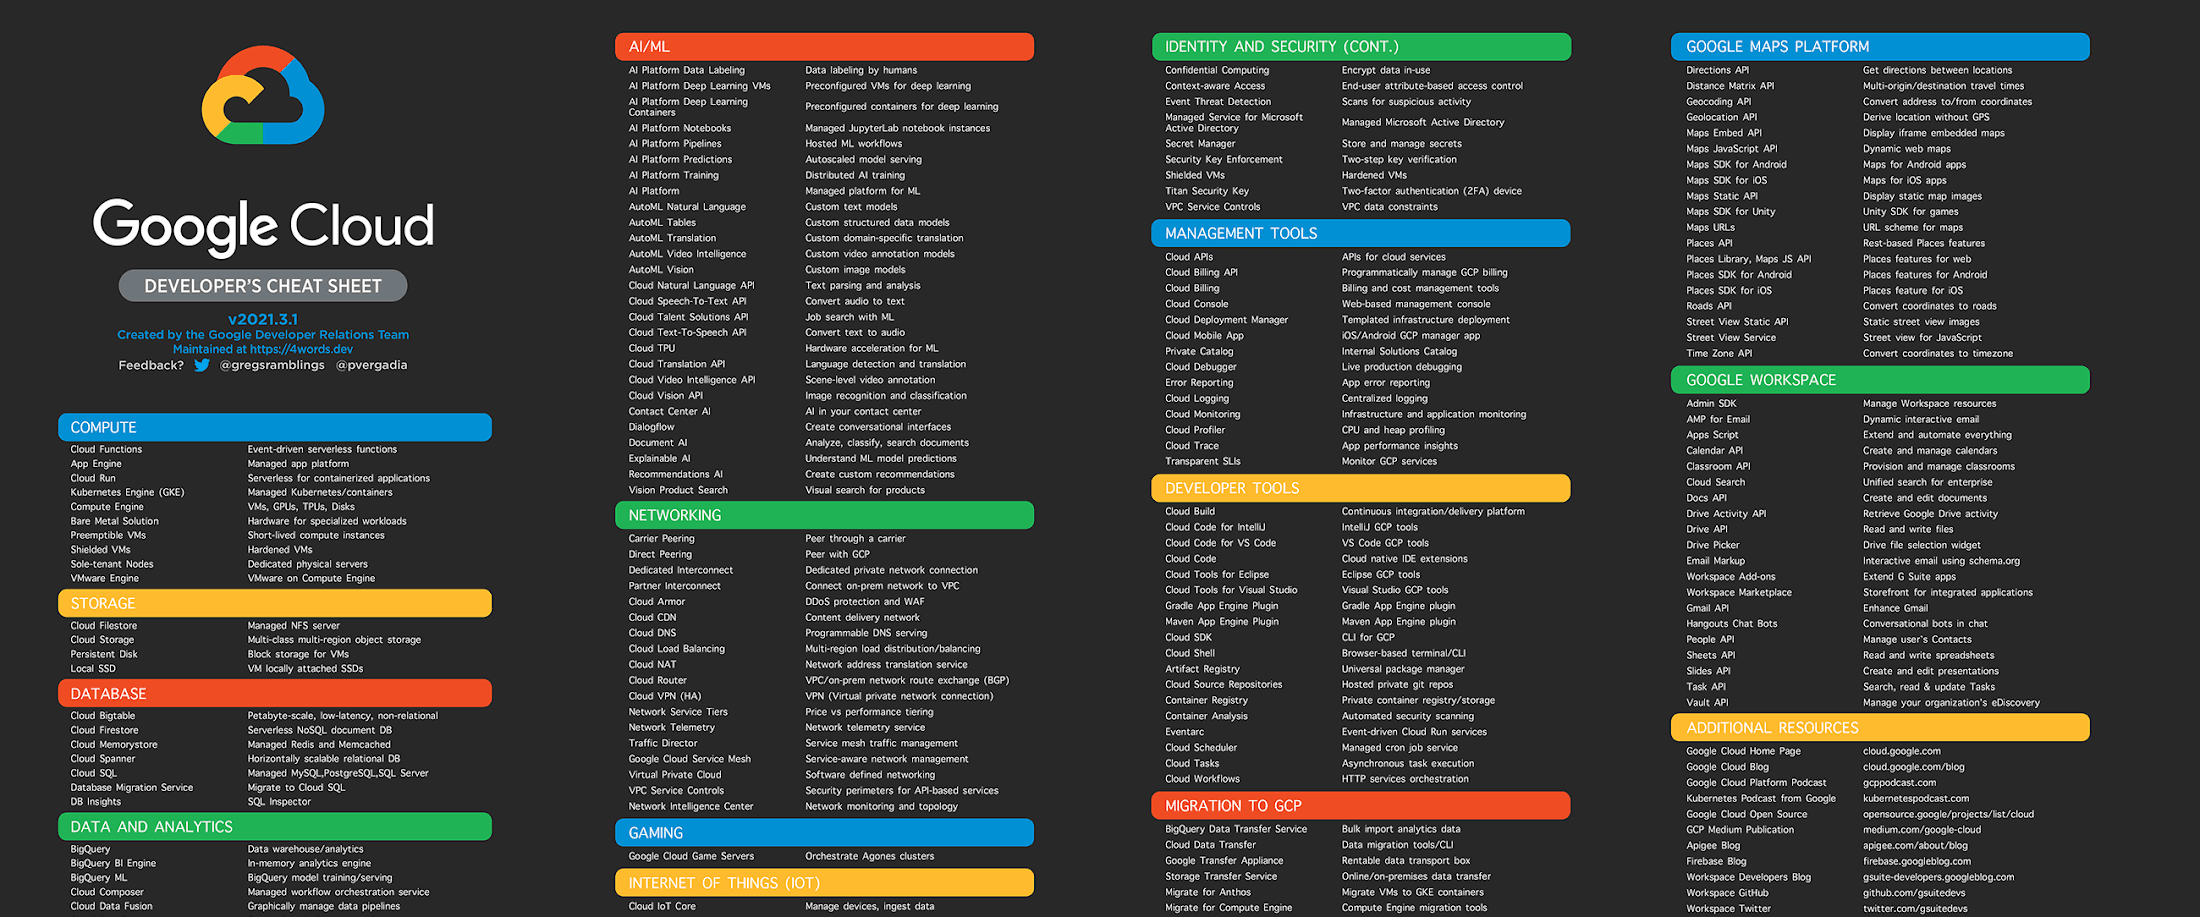 Google Cloud
DEVELOPER'S CHEAT SHEET
v2021.3.1
Created by the Google Developer Relations Team
Maintained at https://4words.dev
Feedback? @gregsramblings @pvergadia
COMPUTE
Cloud Functions Event-driven serverless functions
App Engine Managed app platform
Cloud Run Serverless for containerized applications
Kubernetes Engine (GKE) Managed Kubernetes/containers
Compute Engine VMs, GPUs, TPUs, Disks
Bare Metal Solution Hardware for specialized workloads
Preemptible VMs Short-lived compute instances
Shielded VMs Hardened VMs
Sole-tenant Nodes Dedicated physical servers
VMware Engine VMware on Compute Engine
STORAGE
Cloud Filestore Managed NFS server
Cloud Storage Multi-class multi-region object storage
Persistent Disk Block storage for VMs
Local SSD VM locally attached SSDs
DATABASE
Cloud Bigtable Petabyte-scale, low-latency, non-relational
Cloud Firestore Serverless NoSQL document DB
Cloud Memorystore Managed Redis and Memcached
Cloud Spanner Horizontally scalable relational DB
Cloud SQL Managed MySQL,PostgreSQL,SQL Server
Database Migration Service Migrate to Cloud SQL
DB Insights SQL Inspector
DATA AND ANALYTICS
BigQuery Data warehouse/analytics
BigQuery BI Engine In-memory analytics engine
BigQuery ML BigQuery model training/serving
Cloud Composer Managed workflow orchestration service
Cloud Data Fusion Graphically manage data pipelines
AI/ML
AI Platform Data Labeling Data labeling by humans
AI Platform Deep Learning VMs Preconfigured VMs for deep learning
AI Platform Deep Learning
Containers Preconfigured containers for deep learning
AI Platform Notebooks Managed JupyterLab notebook instances
AI Platform Pipelines Hosted ML workflows
AI Platform Predictions Autoscaled model serving
AI Platform Training Distributed AI training
AI Platform Managed platform for ML
AutoML Natural Language Custom text models
AutoML Tables Custom structured data models
AutoML Translation Custom domain-specific translation
AutoML Video Intelligence Custom video annotation models
AutoML Vision Custom image models
Cloud Natural Language API Text parsing and analysis
Cloud Speech-To-Text API Convert audio to text
Cloud Talent Solutions API Job search with ML
Cloud Text-To-Speech API Convert text to audio
Cloud TPU Hardware acceleration for ML
Cloud Translation API Language detection and translation
Cloud Video Intelligence API Scene-level video annotation
Cloud Vision API Image recognition and classification
Contact Center AI AI in your contact center
Dialogflow Create conversational interfaces
Document AI Analyze, classify, search documents
Explainable AI Understand ML model predictions
Recommendations AI Create custom recommendations
Vision Product Search Visual search for products
NETWORKING
Carrier Peering Peer through a carrier
Direct Peering Peer with GCP
Dedicated Interconnect Dedicated private network connection
Partner Interconnect Connect on-prem network to VPC
Cloud Armor DDoS protection and WAF
Cloud CDN Content delivery network
Cloud DNS Programmable DNS serving
Cloud Load Balancing Multi-region load distribution/balancing
Cloud NAT Network address translation service
Cloud Router VPC/on-prem network route exchange (BGP)
Cloud VPN (HA) VPN (Virtual private network connection)
Network Service Tiers Price vs performance tiering
Network Telemetry Network telemetry service
Traffic Director Service mesh traffic management
Google Cloud Service Mesh Service-aware network management
Virtual Private Cloud Software defined networking
VPC Service Controls Security perimeters for API-based services
Network Intelligence Center Network monitoring and topology
GAMING
Google Cloud Game Servers Orchestrate Agones clusters
INTERNET OF THINGS (IOT)
Cloud IoT Core Manage devices, ingest data
IDENTITY AND SECURITY (CONT.)
Confidential Computing Encrypt data in-use
Context-aware Access End-user attribute-based access control
Event Threat Detection Scans for suspicious activity
Managed Service for Microsoft
Active Directory Managed Microsoft Active Directory
Secret Manager Store and manage secrets
Security Key Enforcement Two-step key verification
Shielded VMs Hardened VMs
Titan Security Key Two-factor authentication (2FA) device
VPC Service Controls VPC data constraints
MANAGEMENT TOOLS
Cloud APIs APIs for cloud services
Cloud Billing API Programmatically manage GCP billing
Cloud Billing Billing and cost management tools
Cloud Console Web-based management console
Cloud Deployment Manager Templated infrastructure deployment
Cloud Mobile App iOS/Android GCP manager app
Private Catalog Internal Solutions Catalog
Cloud Debugger Live production debugging
Error Reporting App error reporting
Cloud Logging Centralized logging
Cloud Monitoring Infrastructure and application monitoring
Cloud Profiler CPU and heap profiling
Cloud Trace App performance insights
Transparent SLIs Monitor GCP services
DEVELOPER TOOLS
Cloud Build Continuous integration/delivery platform
Cloud Code for IntelliJ IntelliJ GCP tools
Cloud Code for VS Code VS Code GCP tools
Cloud Code Cloud native IDE extensions
Cloud Tools for Eclipse Eclipse GCP tools
Cloud Tools for Visual Studio Visual Studio GCP tools
Gradle App Engine Plugin Gradle App Engine plugin
Maven App Engine Plugin Maven App Engine plugin
Cloud SDK CLI for GCP
Cloud Shell Browser-based terminal/CLI
Artifact Registry Universal package manager
Cloud Source Repositories Hosted private git repos
Container Registry Private container registry/storage
Container Analysis Automated security scanning
Eventarc Event-driven Cloud Run services
Cloud Scheduler Managed cron job service
Cloud Tasks Asynchronous task execution
Cloud Workflows HTTP services orchestration
MIGRATION TO GCP
BigQuery Data Transfer Service Bulk import analytics data
Cloud Data Transfer Data migration tools/CLI
Google Transfer Appliance Rentable data transport box
Storage Transfer Service Online/on-premises data transfer
Migrate for Anthos Migrate VMs to GKE containers
Migrate for Compute Engine Compute Engine migration tools
GOOGLE MAPS PLATFORM
Directions API Get directions between locations
Distance Matrix API Multi-origin/destination travel times
Geocoding API Convert address to/from coordinates
Geolocation API Derive location without GPS
Maps Embed API Display iframe embedded maps
Maps JavaScript API Dynamic web maps
Maps SDK for Android Maps for Android apps
Maps SDK for iOS Maps for iOS apps
Maps Static API Display static map images
Maps SDK for Unity Unity SDK for games
Maps URLs URL scheme for maps
Places API Rest-based Places features
Places Library, Maps JS API Places features for web
Places SDK for Android Places features for Android
Places SDK for iOS Places feature for iOS
Roads API Convert coordinates to roads
Street View Static API Static street view images
Street View Service Street view for JavaScript
Time Zone API Convert coordinates to timezone
GOOGLE WORKSPACE
Admin SDK Manage Workspace resources
AMP for Email Dynamic interactive email
Apps Script Extend and automate everything
Calendar API Create and manage calendars
Classroom API Provision and manage classrooms
Cloud Search Unified search for enterprise
Docs API Create and edit documents
Drive Activity API Retrieve Google Drive activity
Drive API Read and write files
Drive Picker Drive file selection widget
Email Markup Interactive email using schema.org
Workspace Add-ons Extend G Suite apps
Workspace Marketplace Storefront for integrated applications
Gmail API Enhance Gmail
Hangouts Chat Bots Conversational bots in chat
People API Manage user's Contacts
Sheets API Read and write spreadsheets
Slides API Create and edit presentations
Task API Search, read & update Tasks
Vault API Manage your organization's eDiscovery
ADDITIONAL RESOURCES
Google Cloud Home Page cloud.google.com
Google Cloud Blog cloud.google.com/blog
Google Cloud Platform Podcast gcppodcast.com
Kubernetes Podcast from Google kubernetespodcast.com
Google Cloud Open Source opensource.google/projects/list/cloud
GCP Medium Publication medium.com/google-cloud
Apigee Blog apigee.com/about/blog
Firebase Blog firebase.googleblog.com
Workspace Developers Blog gsuite-developers.googleblog.com
Workspace GitHub github.com/gsuitedevs
Workspace Twitter twitter.com/gsuitedevs